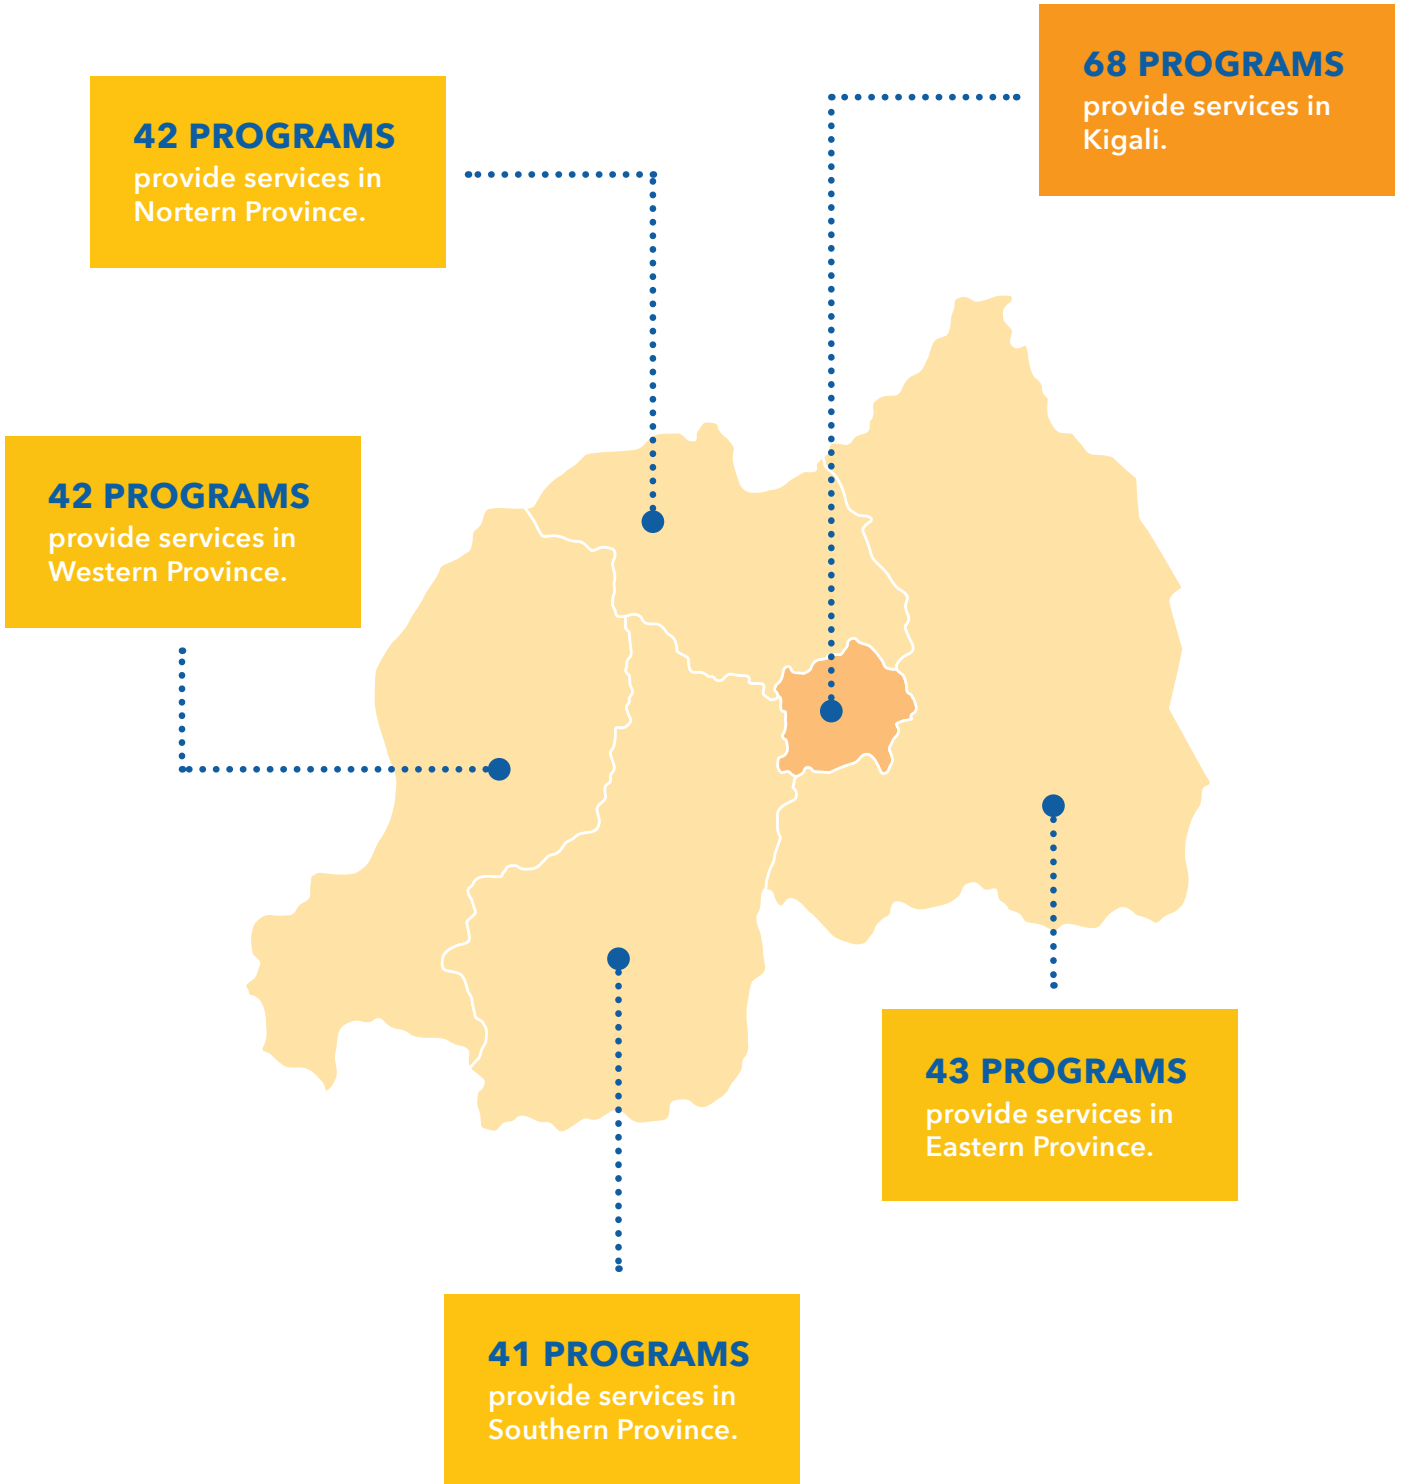 68 PROGRAMS
provide services in
Kigali.
42 PROGRAMS
provide services in
Nortern Province.
42 PROGRAMS
provide services in
Western Province.
43 PROGRAMS
provide services in
Eastern Province.
41 PROGRAMS
provide services in
Southern Province.